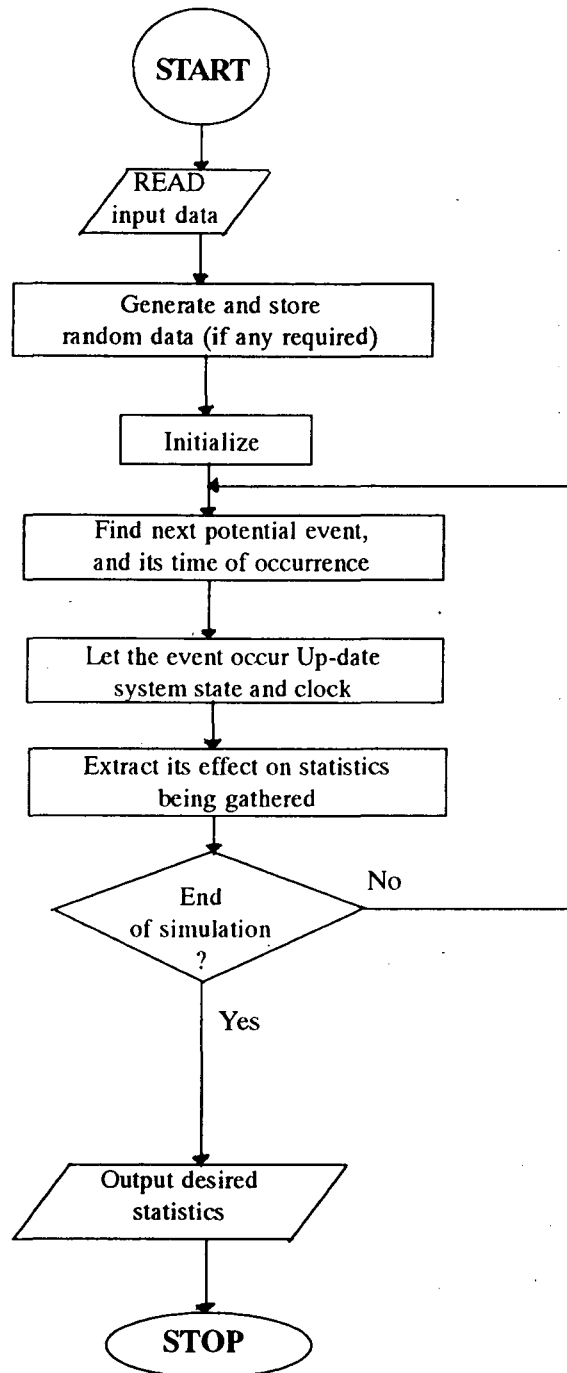 START
READ
input data
Generate and store
random data (if any required)
Initialize
Find next potential event,
and its time of occurrence
Let the event occur Up-date
system state and clock
Extract its effect on statistics
being gathered
End
of simulation
?
No
Yes
Output desired
statistics
STOP